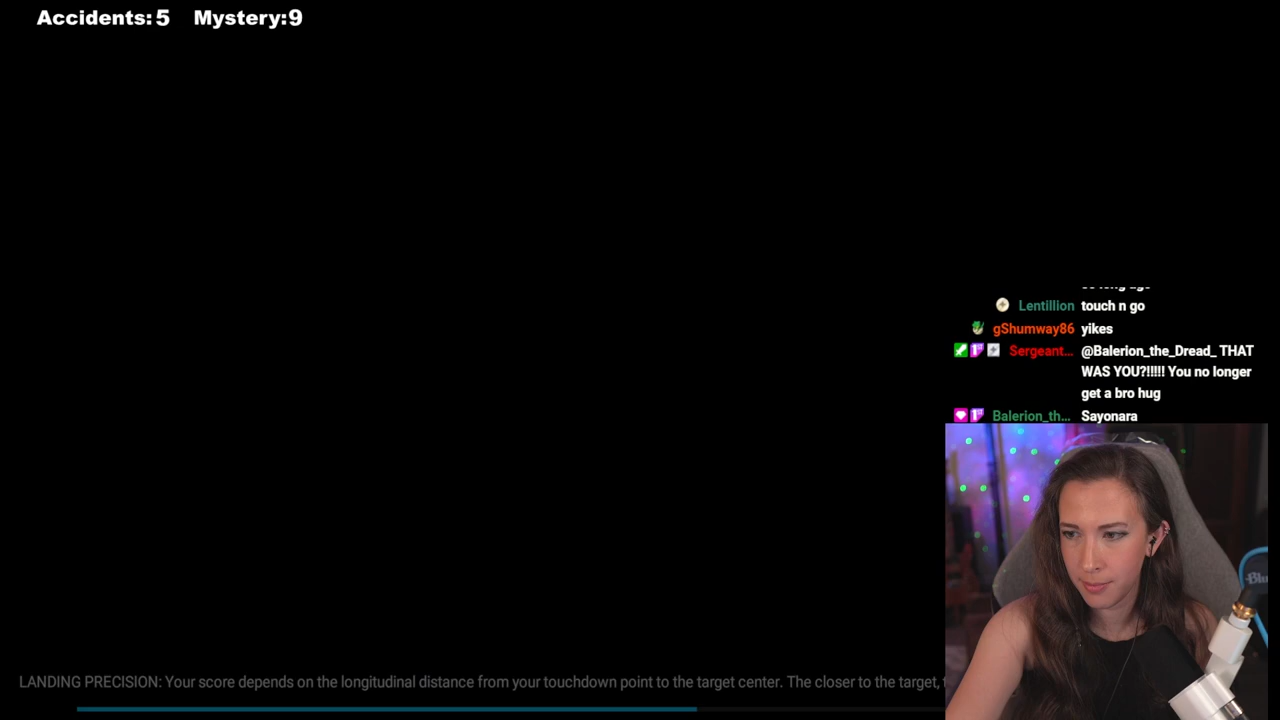 Accidents: 5 Mystery:9
Lentillion touch n go
gShumway86 yikes
Sergeant... @Balerion_the_Dread_ THAT
WAS YOU?!!!!! You no longer
get a bro hug
Balerion_th... Sayonara
Blu
LANDING PRECISION: Your score depends on the longitudinal distance from your touchdown point to the target center. The closer to the target,